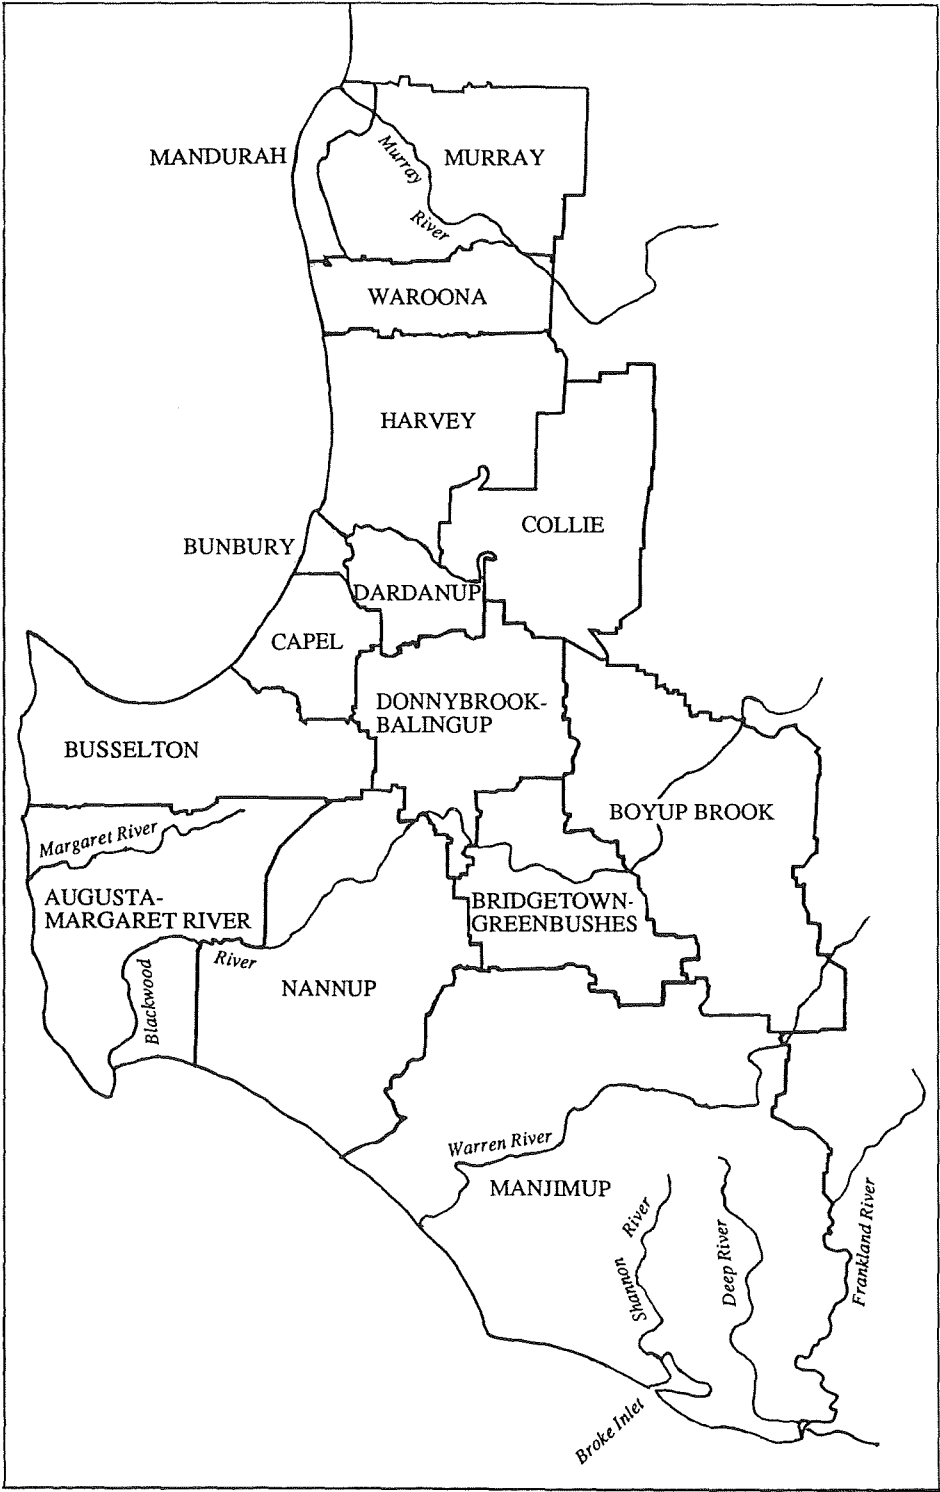 MANDURAH
MURRAY
Murray
River
WAROONA
HARVEY
COLLIE
BUNBURY
DARDANUP
CAPEL
DONNYBROOK-
BALINGUP
BUSSELTON
BOYUP BROOK
Margaret River
AUGUSTA-
MARGARET RIVER
BRIDGETOWN-
GREENBUSHES
River
Blackwood
NANNUP
Warren River
MANJIMUP
River
Shannon
Deep River
Frankland River
Broke Inlet